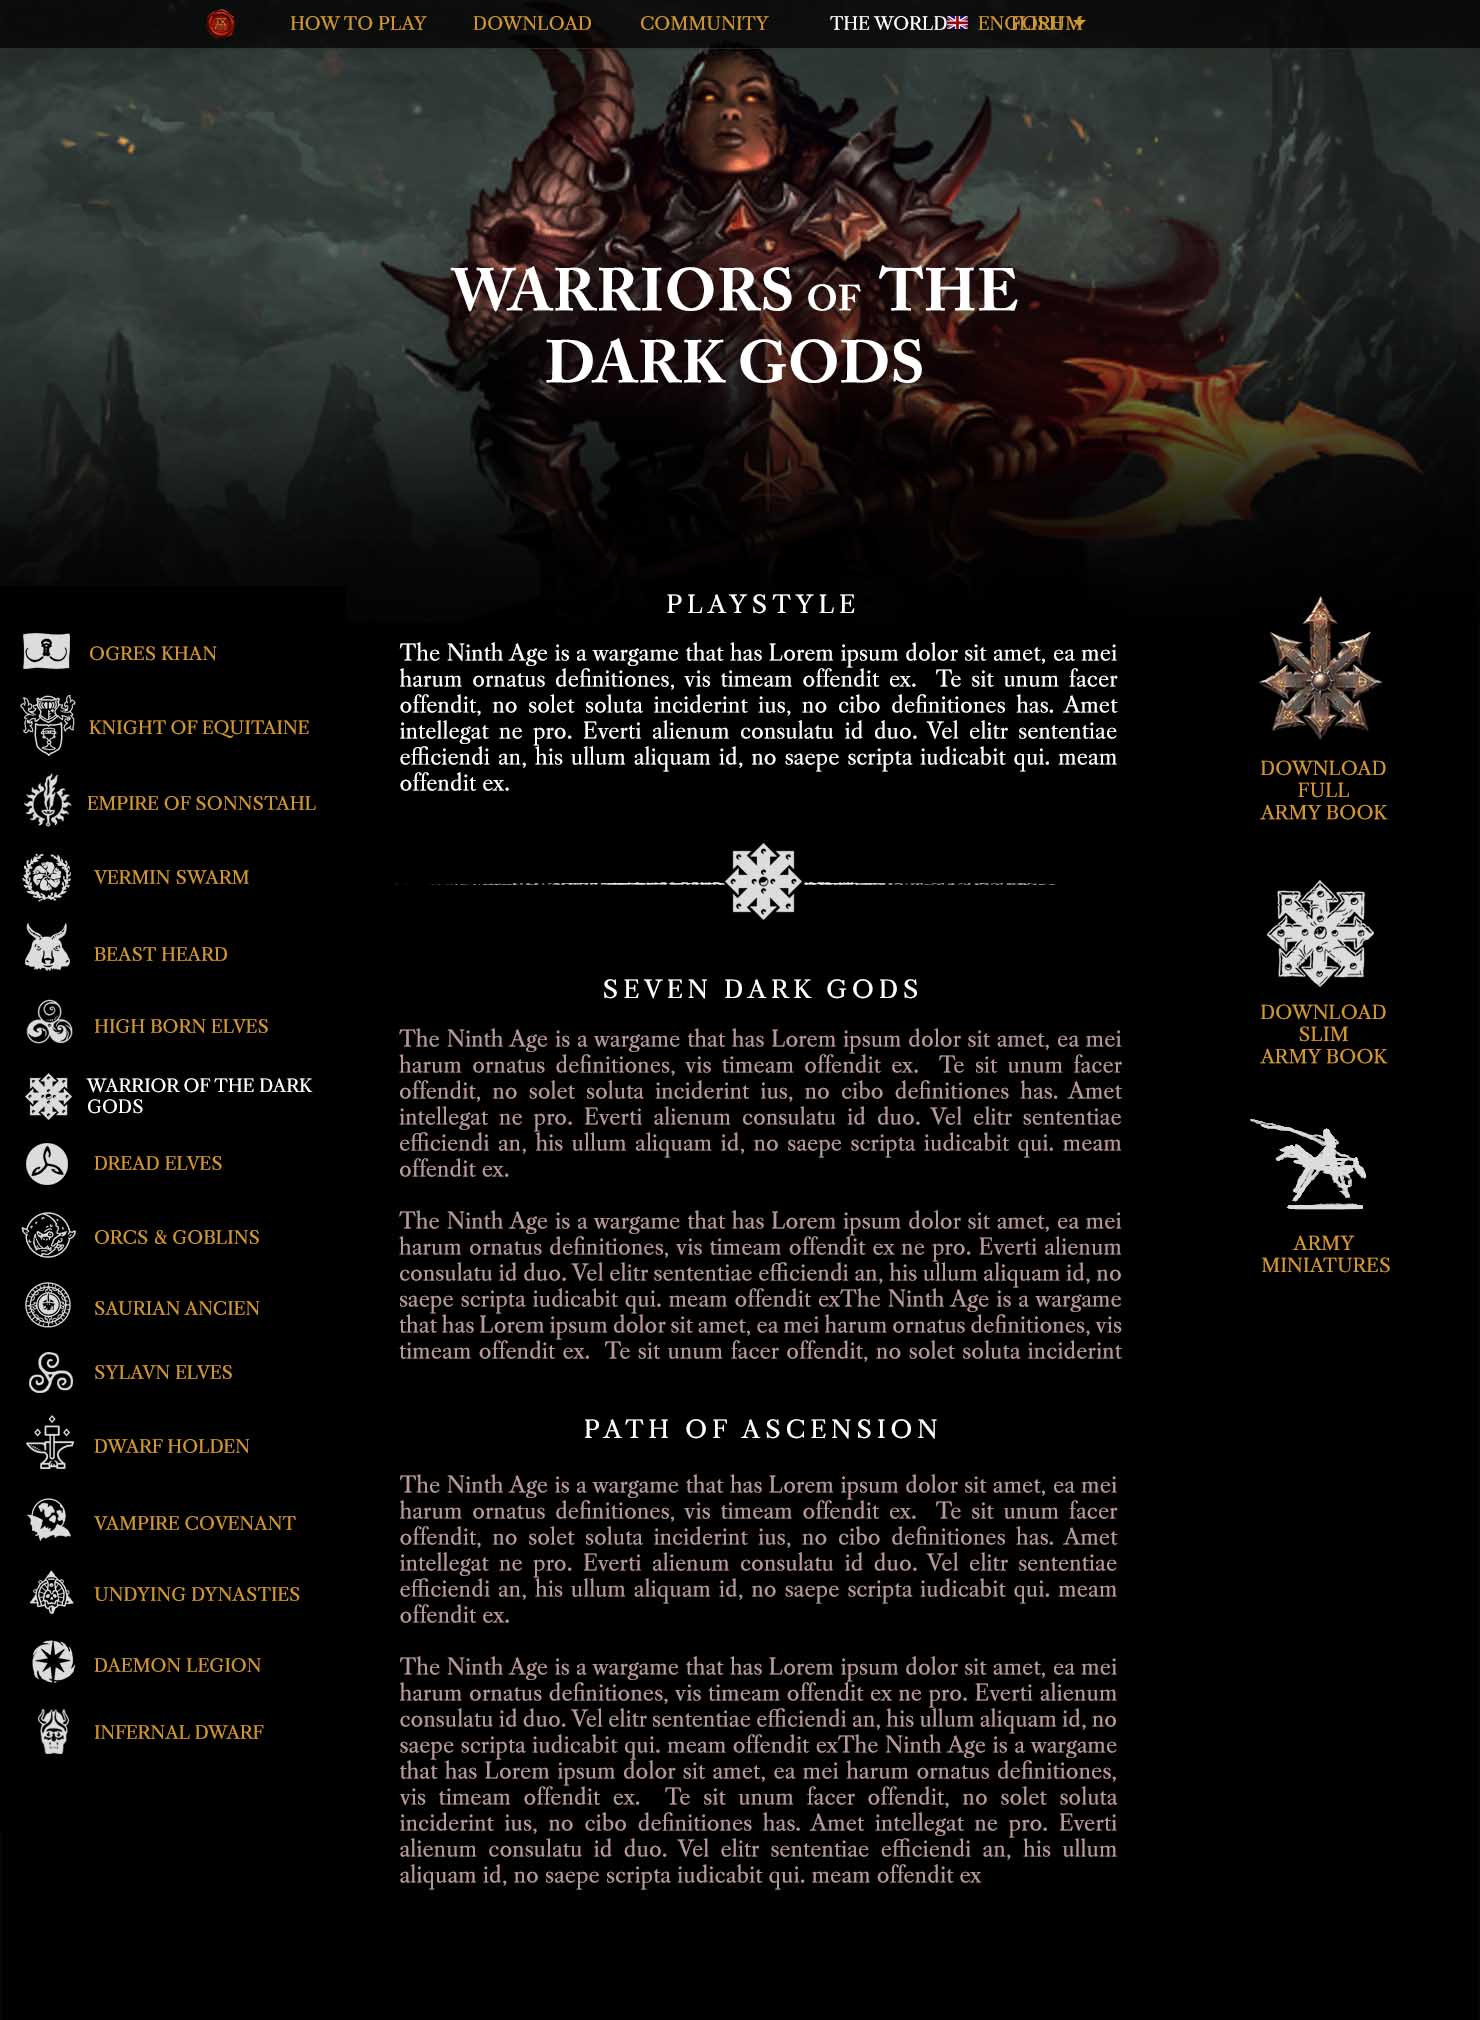 HOW TO PLAY DOWNLOAD COMMUNITY THE WORLD ENGLISH FORUM
WARRIORS OF THE
DARK GODS
OGRES KHAN
KNIGHT OF EQUITAINE
EMPIRE OF SONNSTAHL
VERMIN SWARM
BEAST HEARD
HIGH BORN ELVES
WARRIOR OF THE DARK
GODS
DREAD ELVES
ORCS & GOBLINS
SAURIAN ANCIEN
SYLAVN ELVES
DWARF HOLDEN
VAMPIRE COVENANT
UNDYING DYNASTIES
DAEMON LEGION
INFERNAL DWARF
PLAYSTYLE
The Ninth Age is a wargame that has Lorem ipsum dolor sit amet, ea mei
harum ornatus definitiones, vis timeam offendit ex. Te sit unum facer
offendit, no solet soluta inciderint ius, no cibo definitiones has. Amet
intellegat ne pro. Everti alienum consulatu id duo. Vel elitr sententiae
efficiendi an, his ullum aliquam id, no saepe scripta iudicabit qui. meam
offendit ex.
SEVEN DARK GODS
The Ninth Age is a wargame that has Lorem ipsum dolor sit amet, ea mei
harum ornatus definitiones, vis timeam offendit ex. Te sit unum facer
offendit, no solet soluta inciderint ius, no cibo definitiones has. Amet
intellegat ne pro. Everti alienum consulatu id duo. Vel elitr sententiae
efficiendi an, his ullum aliquam id, no saepe scripta iudicabit qui. meam
offendit ex.
The Ninth Age is a wargame that has Lorem ipsum dolor sit amet, ea mei
harum ornatus definitiones, vis timeam offendit ex ne pro. Everti alienum
consulatu id duo. Vel elitr sententiae efficiendi an, his ullum aliquam id, no
saepe scripta iudicabit qui. meam offendit exThe Ninth Age is a wargame
that has Lorem ipsum dolor sit amet, ea mei harum ornatus definitiones, vis
timeam offendit ex. Te sit unum facer offendit, no solet soluta inciderint
PATH OF ASCENSION
The Ninth Age is a wargame that has Lorem ipsum dolor sit amet, ea mei
harum ornatus definitiones, vis timeam offendit ex. Te sit unum facer
offendit, no solet soluta inciderint ius, no cibo definitiones has. Amet
intellegat ne pro. Everti alienum consulatu id duo. Vel elitr sententiae
efficiendi an, his ullum aliquam id, no saepe scripta iudicabit qui. meam
offendit ex.
The Ninth Age is a wargame that has Lorem ipsum dolor sit amet, ea mei
harum ornatus definitiones, vis timeam offendit ex ne pro. Everti alienum
consulatu id duo. Vel elitr sententiae efficiendi an, his ullum aliquam id, no
saepe scripta iudicabit qui. meam offendit exThe Ninth Age is a wargame
that has Lorem ipsum dolor sit amet, ea mei harum ornatus definitiones,
vis timeam offendit ex. Te sit unum facer offendit, no solet soluta
inciderint ius, no cibo definitiones has. Amet intellegat ne pro. Everti
alienum consulatu id duo. Vel elitr sententiae efficiendi an, his ullum
aliquam id, no saepe scripta iudicabit qui. meam offendit ex
DOWNLOAD
FULL
ARMY BOOK
DOWNLOAD
SLIM
ARMY BOOK
ARMY
MINIATURES